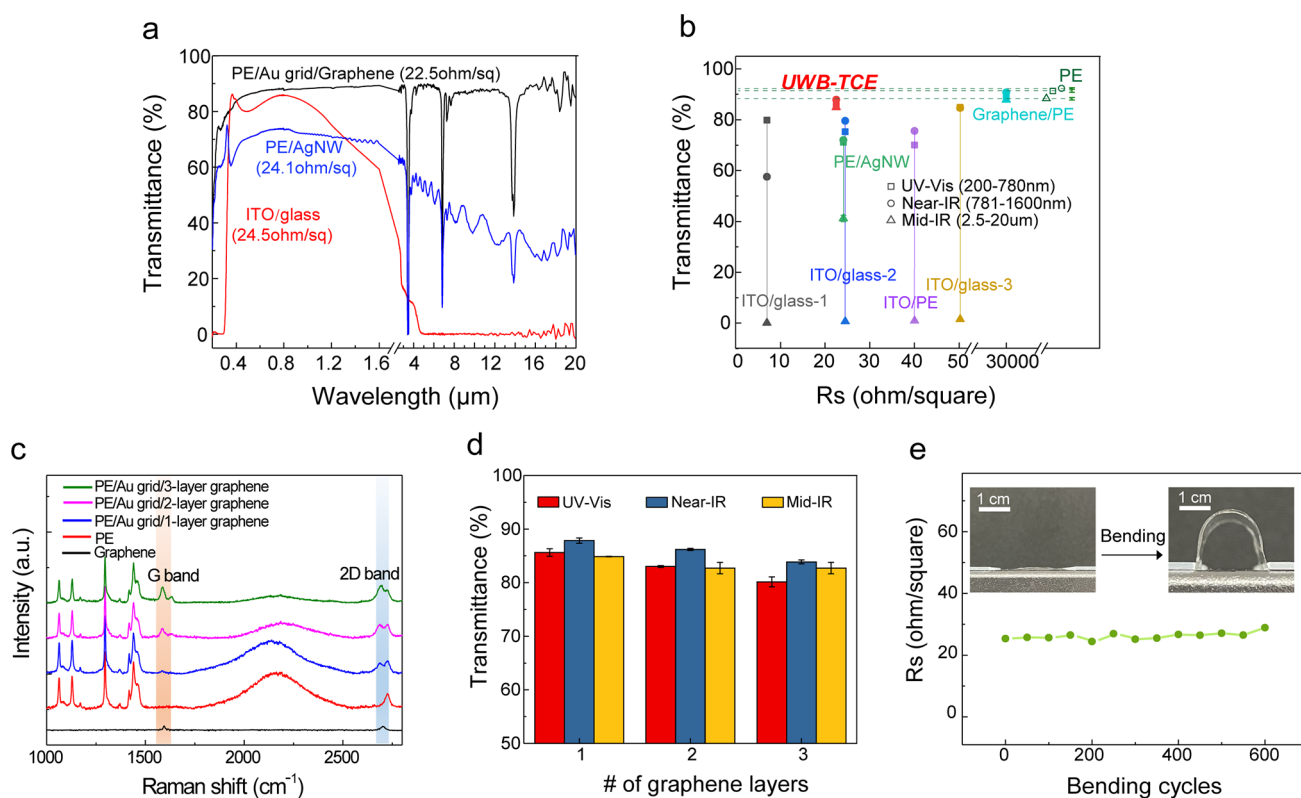 a
Transmittance (%)
100
80
60
40
20
0
PE/Au grid/Graphene (22.5ohm/sq)
PE/AgNW
(24.1ohm/sq)
ITO/glass
(24.5ohm/sq)
0.4 0.8 1.2 1.6 4 8 12 16 20
Wavelength (µm)
b
Transmittance (%)
100
80
60
40
20
0
UWB-TCE
PE
Graphene/PE
PE/AgNW
UV-Vis (200-780nm)
Near-IR (781-1600nm)
Mid-IR (2.5-20um)
ITO/glass-1
ITO/glass-2
ITO/PE
ITO/glass-3
0 10 20 30 40 50 30000
Rs (ohm/square)
c
Intensity (a.u.)
PE/Au grid/3-layer graphene
PE/Au grid/2-layer graphene
PE/Au grid/1-layer graphene
PE
Graphene
G band
2D band
1000 1500 2000 2500
Raman shift (cm⁻¹)
d
Transmittance (%)
100
90
80
70
60
50
UV-Vis Near-IR Mid-IR
1 2 3
# of graphene layers
e
Rs (ohm/square)
60
40
20
0
1 cm
Bending
1 cm
0 200 400 600
Bending cycles